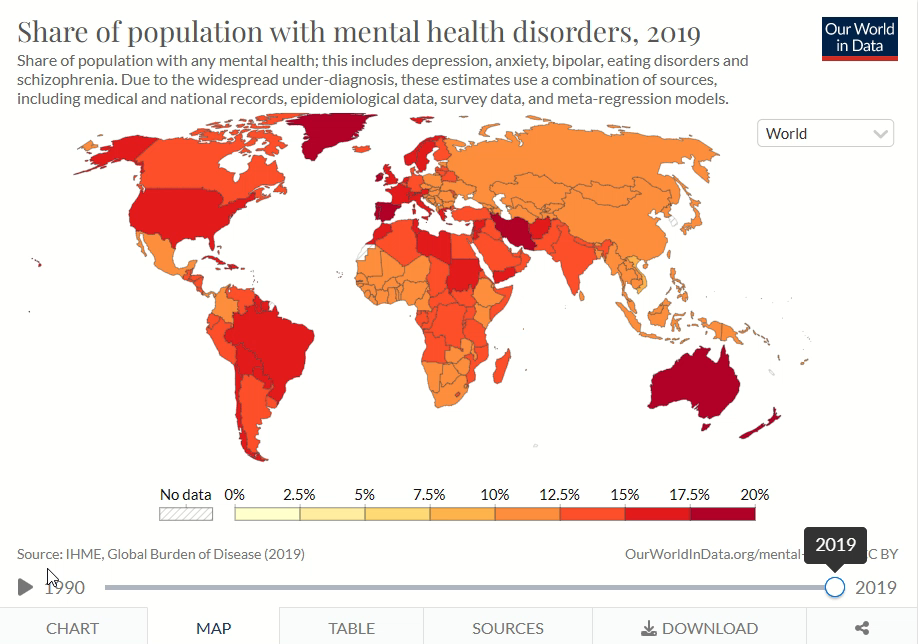 Share of population with mental health disorders, 2019
Our World
in Data
Share of population with any mental health; this includes depression, anxiety, bipolar, eating disorders and
schizophrenia. Due to the widespread under-diagnosis, these estimates use a combination of sources,
including medical and national records, epidemiological data, survey data, and meta-regression models.
World
No data 0% 2.5% 5% 7.5% 10% 12.5% 15% 17.5% 20%
Source: IHME, Global Burden of Disease (2019)
OurWorldInData.org/mental- CC BY
2019
1990
2019
CHART MAP TABLE SOURCES DOWNLOAD